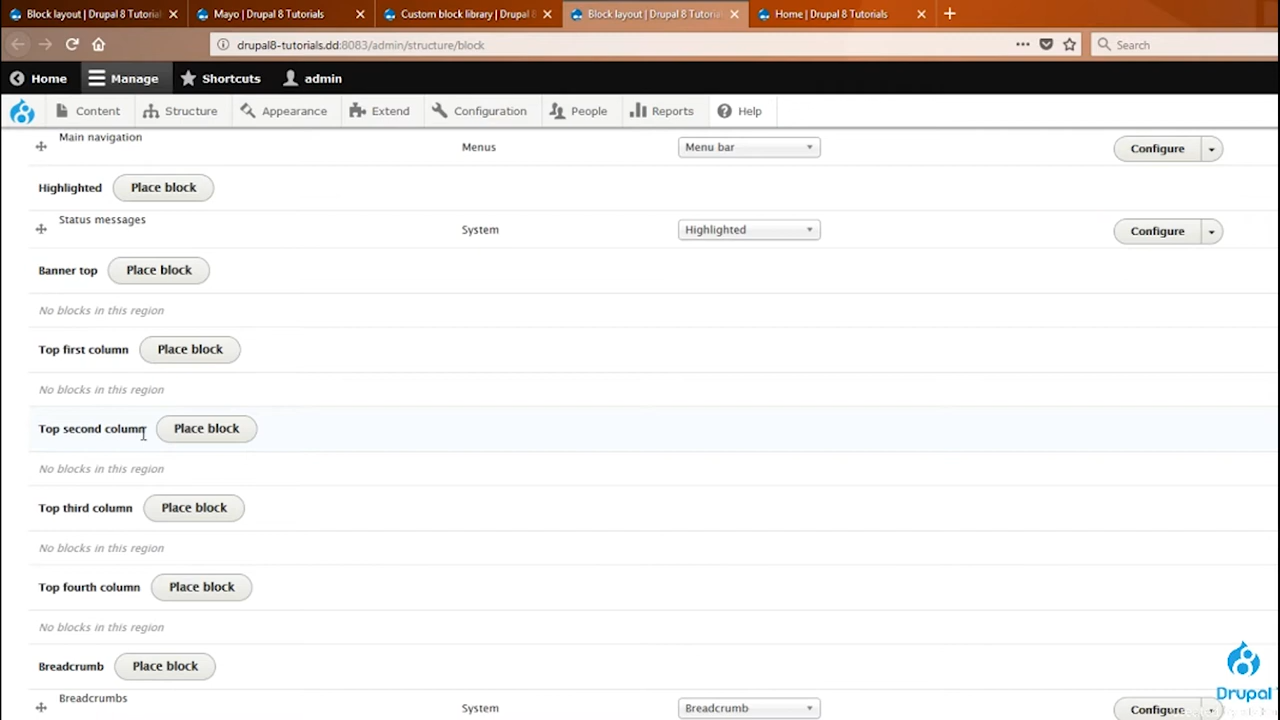 Block layout | Drupal 8 Tutorial
Mayo | Drupal 8 Tutorials
Custom block library | Drupal 8
Block layout | Drupal 8 Tutoria
Home | Drupal 8 Tutorials
drupal8-tutorials.dd:8083/admin/structure/block
Search
Home
Manage
Shortcuts
admin
Content
Structure
Appearance
Extend
Configuration
People
Reports
Help
Main navigation
Menus
Menu bar
Configure
Highlighted
Place block
Status messages
System
Highlighted
Configure
Banner top
Place block
No blocks in this region
Top first column
Place block
No blocks in this region
Top second column
Place block
No blocks in this region
Top third column
Place block
No blocks in this region
Top fourth column
Place block
No blocks in this region
Breadcrumb
Place block
Breadcrumbs
System
Breadcrumb
Configure
Drupal